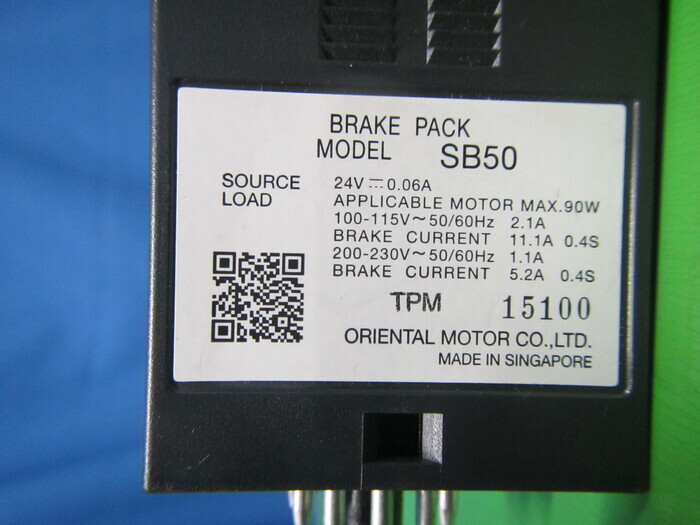 BRAKE PACK
MODEL SB50
SOURCE 24V⎓0.06A
LOAD APPLICABLE MOTOR MAX.90W
100-115V~50/60Hz 2.1A
BRAKE CURRENT 11.1A 0.4S
200-230V~50/60Hz 1.1A
BRAKE CURRENT 5.2A 0.4S
TPM 15100
ORIENTAL MOTOR CO.,LTD.
MADE IN SINGAPORE